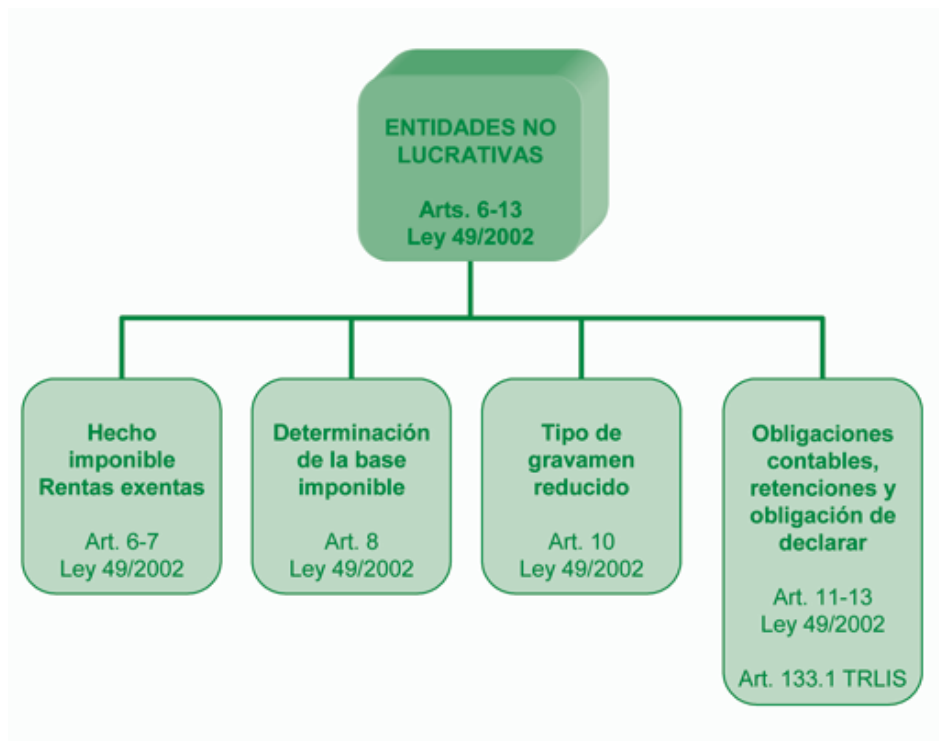 ENTIDADES NO
LUCRATIVAS
Arts. 6-13
Ley 49/2002
Hecho
imponible
Rentas exentas
Art. 6-7
Ley 49/2002
Determinación
de la base
imponible
Art. 8
Ley 49/2002
Tipo de
gravamen
reducido
Art. 10
Ley 49/2002
Obligaciones
contables,
retenciones y
obligación de
declarar
Art. 11-13
Ley 49/2002
Art. 133.1 TRLIS